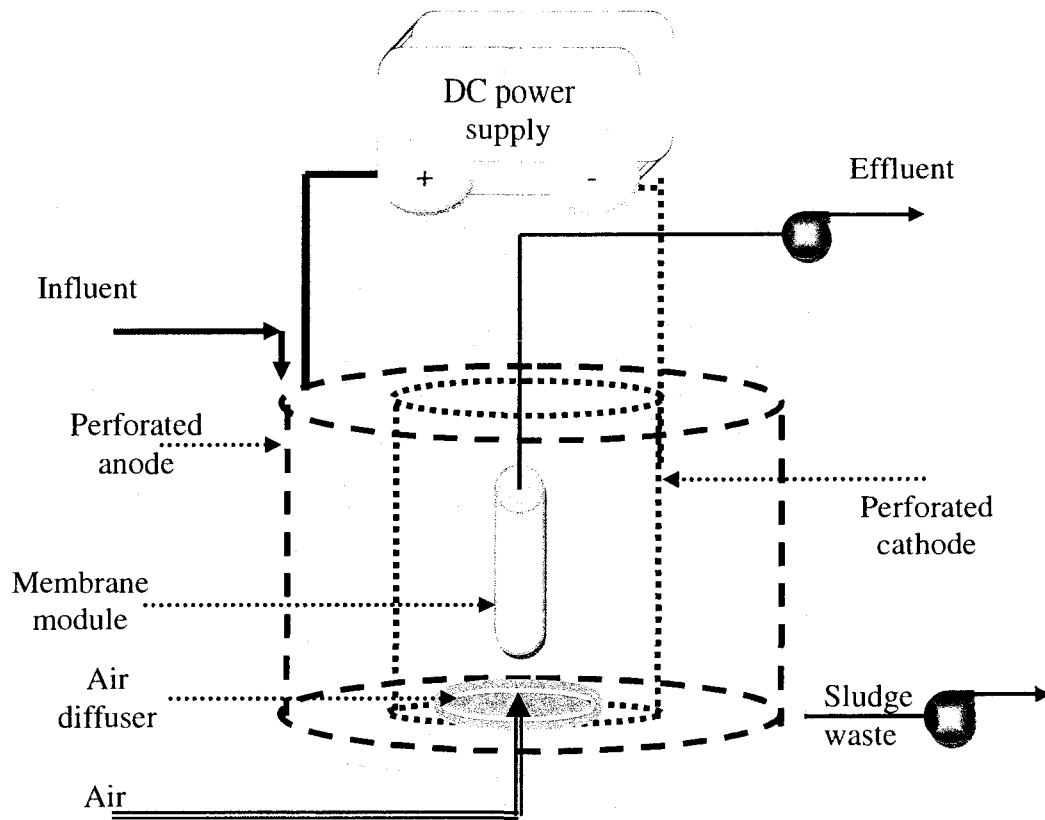 DC power
supply
+
-
Effluent
Influent
Perforated
anode
Perforated
cathode
Membrane
module
Air
diffuser
Sludge
waste
Air